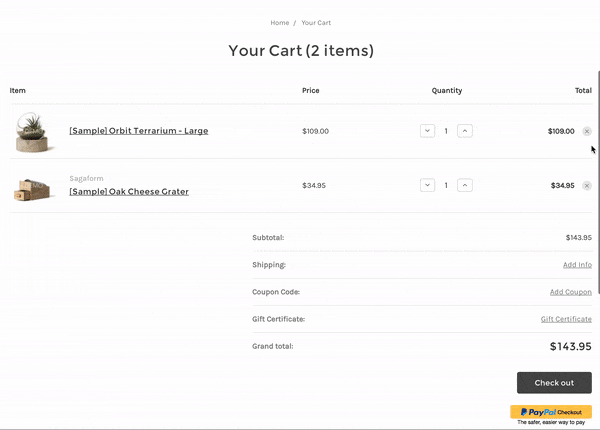 Home / Your Cart
Your Cart (2 items)
Item Price Quantity Total
[Sample] Orbit Terrarium - Large $109.00 1 $109.00
Sagaform
[Sample] Oak Cheese Grater $34.95 1 $34.95
Subtotal: $143.95
Shipping: Add Info
Coupon Code: Add Coupon
Gift Certificate: Gift Certificate
Grand total: $143.95
Check out
PayPal Checkout
The safer, easier way to pay